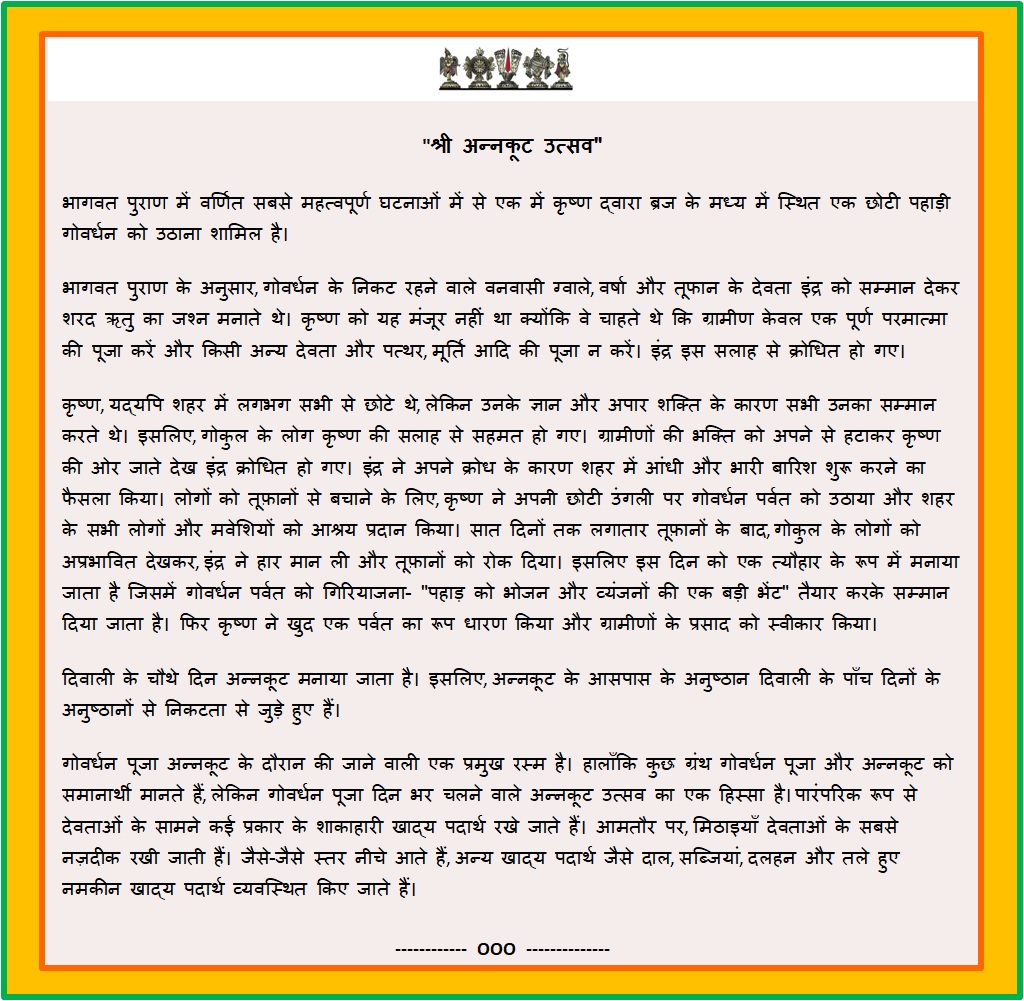 "श्री अन्नकूट उत्सव"
भागवत पुराण में वर्णित सबसे महत्वपूर्ण घटनाओं में से एक में कृष्ण द्वारा ब्रज के मध्य में स्थित एक छोटी पहाड़ी
गोवर्धन को उठाना शामिल है।
भागवत पुराण के अनुसार, गोवर्धन के निकट रहने वाले वनवासी ग्वाले, वर्षा और तूफान के देवता इंद्र को सम्मान देकर
शरद ऋतु का जश्न मनाते थे। कृष्ण को यह मंजूर नहीं था क्योंकि वे चाहते थे कि ग्रामीण केवल एक पूर्ण परमात्मा
की पूजा करें और किसी अन्य देवता और पत्थर, मूर्ति आदि की पूजा न करें। इंद्र इस सलाह से क्रोधित हो गए।
कृष्ण, यद्यपि शहर में लगभग सभी से छोटे थे, लेकिन उनके ज्ञान और अपार शक्ति के कारण सभी उनका सम्मान
करते थे। इसलिए, गोकुल के लोग कृष्ण की सलाह से सहमत हो गए। ग्रामीणों की भक्ति को अपने से हटाकर कृष्ण
की ओर जाते देख इंद्र क्रोधित हो गए। इंद्र ने अपने क्रोध के कारण शहर में आंधी और भारी बारिश शुरू करने का
फैसला किया। लोगों को तूफ़ानों से बचाने के लिए, कृष्ण ने अपनी छोटी उंगली पर गोवर्धन पर्वत को उठाया और शहर
के सभी लोगों और मवेशियों को आश्रय प्रदान किया। सात दिनों तक लगातार तूफ़ानों के बाद, गोकुल के लोगों को
अप्रभावित देखकर, इंद्र ने हार मान ली और तूफ़ानों को रोक दिया। इसलिए इस दिन को एक त्यौहार के रूप में मनाया
जाता है जिसमें गोवर्धन पर्वत को गिरियाजना- "पहाड़ को भोजन और व्यंजनों की एक बड़ी भेंट" तैयार करके सम्मान
दिया जाता है। फिर कृष्ण ने खुद एक पर्वत का रूप धारण किया और ग्रामीणों के प्रसाद को स्वीकार किया।
दिवाली के चौथे दिन अन्नकूट मनाया जाता है। इसलिए, अन्नकूट के आसपास के अनुष्ठान दिवाली के पाँच दिनों के
अनुष्ठानों से निकटता से जुड़े हुए हैं।
गोवर्धन पूजा अन्नकूट के दौरान की जाने वाली एक प्रमुख रस्म है। हालाँकि कुछ ग्रंथ गोवर्धन पूजा और अन्नकूट को
समानार्थी मानते हैं, लेकिन गोवर्धन पूजा दिन भर चलने वाले अन्नकूट उत्सव का एक हिस्सा है। पारंपरिक रूप से
देवताओं के सामने कई प्रकार के शाकाहारी खाद्य पदार्थ रखे जाते हैं। आमतौर पर, मिठाइयाँ देवताओं के सबसे
नज़दीक रखी जाती हैं। जैसे-जैसे स्तर नीचे आते हैं, अन्य खाद्य पदार्थ जैसे दाल, सब्जियां, दलहन और तले हुए
नमकीन खाद्य पदार्थ व्यवस्थित किए जाते हैं।
------------ OOO --------------